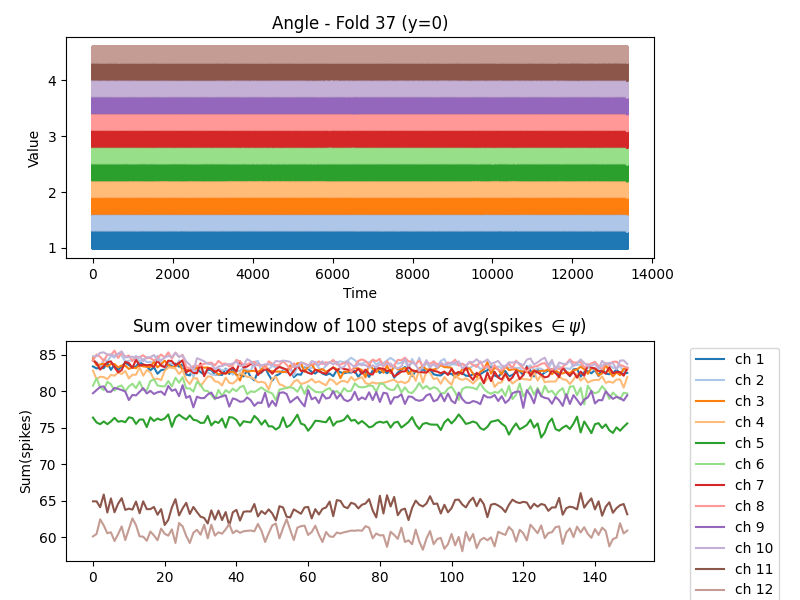 Angle - Fold 37 (y=0)
Value
4
3
2
1
0 2000 4000 6000 8000 10000 12000 14000
Time
Sum over timewindow of 100 steps of avg(spikes ∈ ψ)
Sum(spikes)
85
80
75
70
65
60
0 20 40 60 80 100 120 140
ch 1
ch 2
ch 3
ch 4
ch 5
ch 6
ch 7
ch 8
ch 9
ch 10
ch 11
ch 12